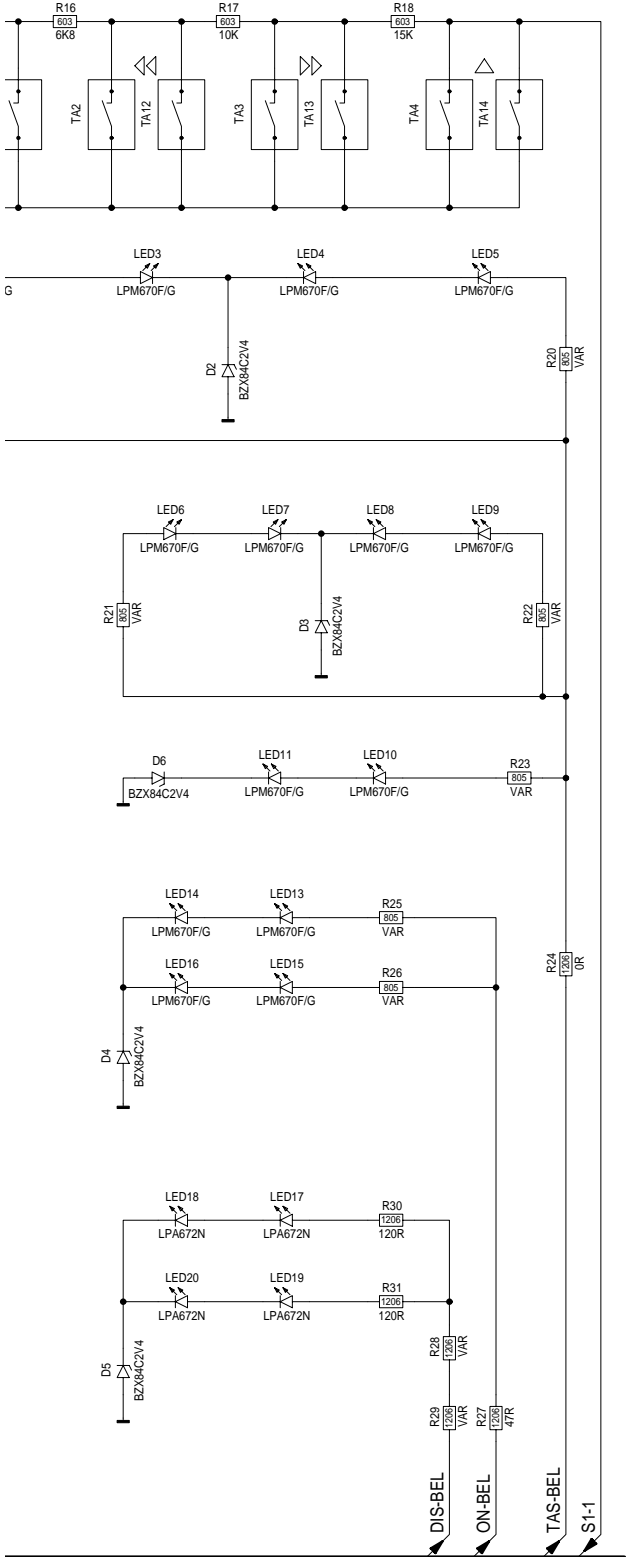 R16 R17 R18
603 603 603
6K8 10K 15K
TA2 TA12 TA3 TA13 TA4 TA14
LED3 LED4 LED5
G LPM670F/G LPM670F/G LPM670F/G
D2 BZX84C2V4
R20 805 VAR
LED6 LED7 LED8 LED9
LPM670F/G LPM670F/G LPM670F/G LPM670F/G
R21 805 VAR
D3 BZX84C2V4
R22 805 VAR
D6 LED11 LED10 R23
805
BZX84C2V4 LPM670F/G LPM670F/G VAR
LED14 LED13 R25
805
LPM670F/G LPM670F/G VAR
LED16 LED15 R26
805
LPM670F/G LPM670F/G VAR
R24 1206 0R
D4 BZX84C2V4
LED18 LED17 R30
1206
LPA672N LPA672N 120R
LED20 LED19 R31
1206
LPA672N LPA672N 120R
D5 BZX84C2V4
R28 1206 VAR
R29 1206 VAR
R27 1206 47R
DIS-BEL
ON-BEL
TAS-BEL
S1-1